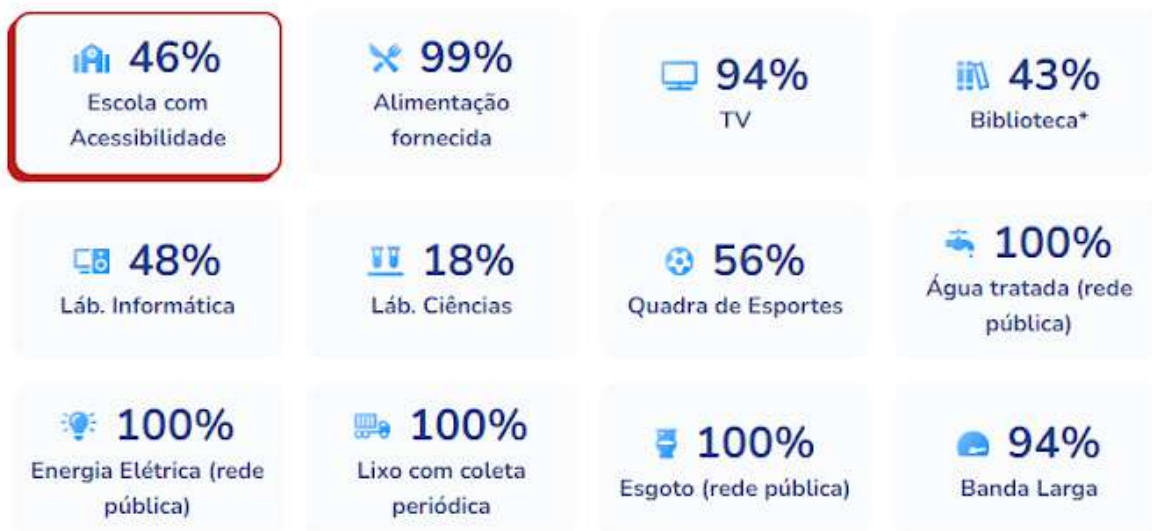 46%
Escola com
Acessibilidade
99%
Alimentação
fornecida
94%
TV
43%
Biblioteca*
48%
Láb. Informática
18%
Láb. Ciências
56%
Quadra de Esportes
100%
Água tratada (rede
pública)
100%
Energia Elétrica (rede
pública)
100%
Lixo com coleta
periódica
100%
Esgoto (rede pública)
94%
Banda Larga